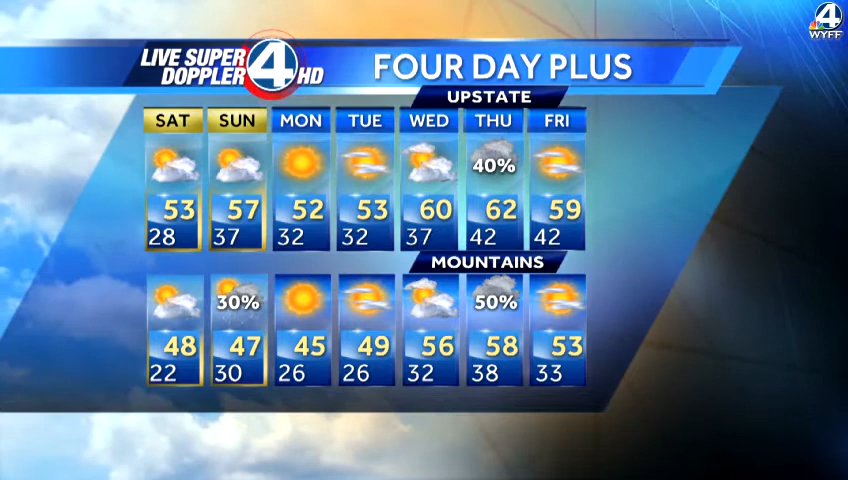 4
WYFF
LIVE SUPER
DOPPLER 4 HD
FOUR DAY PLUS
UPSTATE
SAT SUN MON TUE WED THU FRI
40%
53 57 52 53 60 62 59
28 37 32 32 37 42 42
MOUNTAINS
30% 50%
48 47 45 49 56 58 53
22 30 26 26 32 38 33